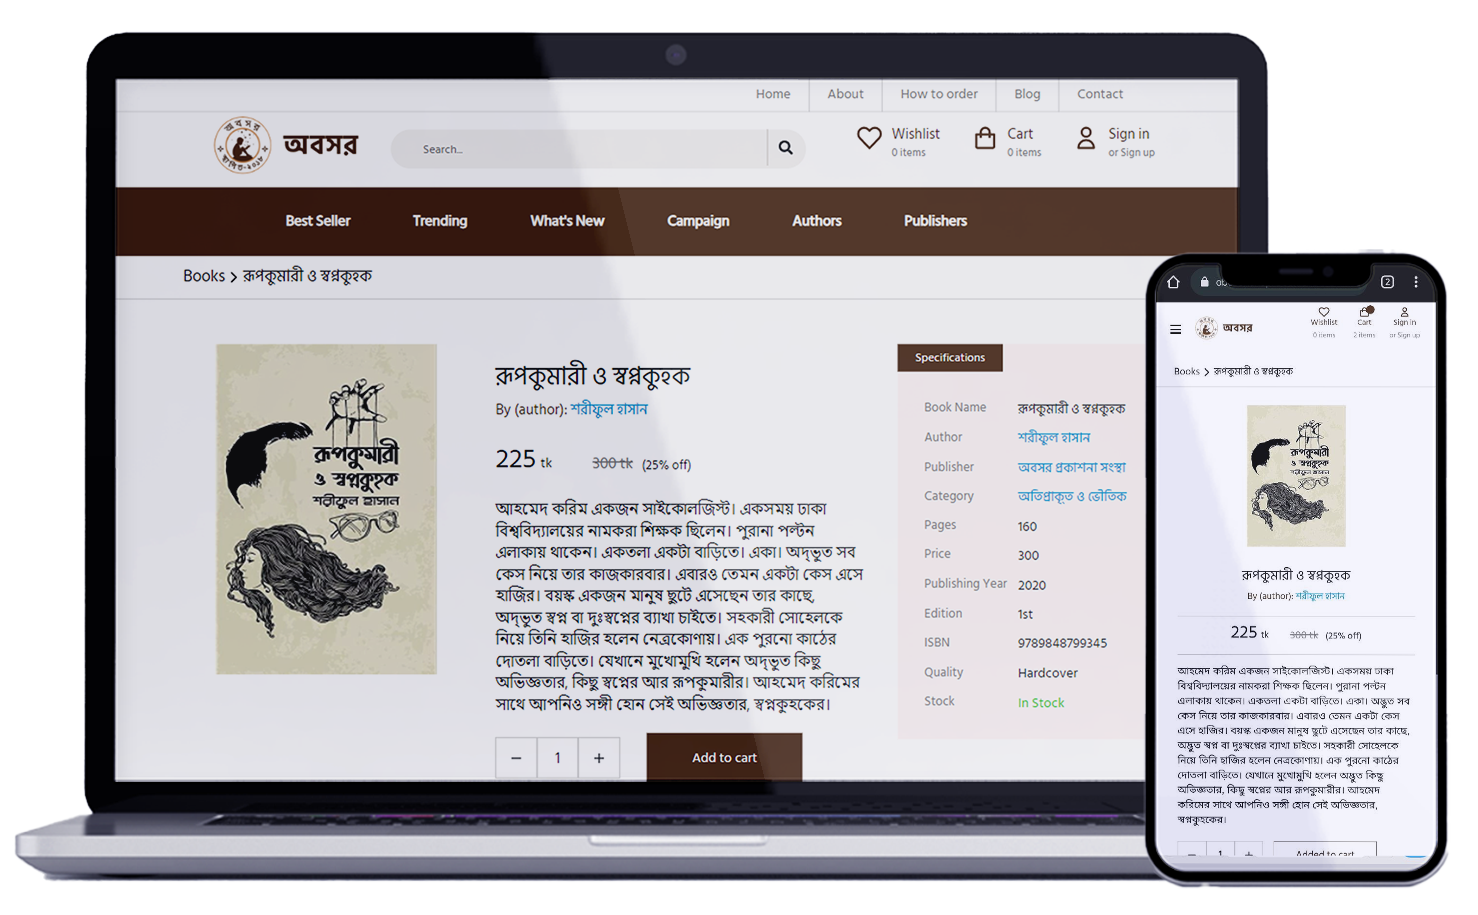 Home
About
How to order
Blog
Contact
অবসর
অবসর
Search...
Wishlist
0 items
Cart
0 items
Sign in
or Sign up
Best Seller
Trending
What's New
Campaign
Authors
Publishers
Books > রূপকুমারী ও স্বপ্নকুহক
রূপকুমারী
ও স্বপ্নকুহক
শরীফুল হাসান
রূপকুমারী ও স্বপ্নকুহক
By (author): শরীফুল হাসান
225 tk 300 tk (25% off)
আহমেদ করিম একজন সাইকোলজিস্ট। একসময় ঢাকা
বিশ্ববিদ্যালয়ের নামকরা শিক্ষক ছিলেন। পুরানা পল্টন
এলাকায় থাকেন। একতলা একটা বাড়িতে। একা। অদ্ভুত সব
কেস নিয়ে তার কাজকারবার। এবারও তেমন একটা কেস এসে
হাজির। বয়স্ক একজন মানুষ ছুটে এসেছেন তার কাছে,
অদ্ভুত স্বপ্ন বা দুঃস্বপ্নের ব্যাখা চাইতে। সহকারী সোহেলকে
নিয়ে তিনি হাজির হলেন নেত্রকোণায়। এক পুরনো কাঠের
দোতলা বাড়িতে। যেখানে মুখোমুখি হলেন অদ্ভুত কিছু
অভিজ্ঞতার, কিছু স্বপ্নের আর রূপকুমারীর। আহমেদ করিমের
সাথে আপনিও সঙ্গী হোন সেই অভিজ্ঞতার, স্বপ্নকুহকের।
− 1 +
Add to cart
Specifications
Book Name রূপকুমারী ও স্বপ্নকুহক
Author শরীফুল হাসান
Publisher অবসর প্রকাশনা সংস্থা
Category অতিপ্রাকৃত ও ভৌতিক
Pages 160
Price 300
Publishing Year 2020
Edition 1st
ISBN 9789848799345
Quality Hardcover
Stock In Stock
2
অবসর
Wishlist
0 items
Cart
2 items
Sign in
or Sign up
Books > রূপকুমারী ও স্বপ্নকুহক
রূপকুমারী
ও স্বপ্নকুহক
শরীফুল হাসান
রূপকুমারী ও স্বপ্নকুহক
By (author): শরীফুল হাসান
225 tk 300 tk (25% off)
আহমেদ করিম একজন সাইকোলজিস্ট। একসময় ঢাকা
বিশ্ববিদ্যালয়ের নামকরা শিক্ষক ছিলেন। পুরানা পল্টন
এলাকায় থাকেন। একতলা একটা বাড়িতে। একা। অদ্ভুত সব
কেস নিয়ে তার কাজকারবার। এবারও তেমন একটা কেস
এসে হাজির। বয়স্ক একজন মানুষ ছুটে এসেছেন তার কাছে,
অদ্ভুত স্বপ্ন বা দুঃস্বপ্নের ব্যাখা চাইতে। সহকারী সোহেলকে
নিয়ে তিনি হাজির হলেন নেত্রকোণায়। এক পুরনো কাঠের
দোতলা বাড়িতে। যেখানে মুখোমুখি হলেন অদ্ভুত কিছু
অভিজ্ঞতার, কিছু স্বপ্নের আর রূপকুমারীর। আহমেদ
করিমের সাথে আপনিও সঙ্গী হোন সেই অভিজ্ঞতার,
স্বপ্নকুহকের।
− 1 +
Added to cart